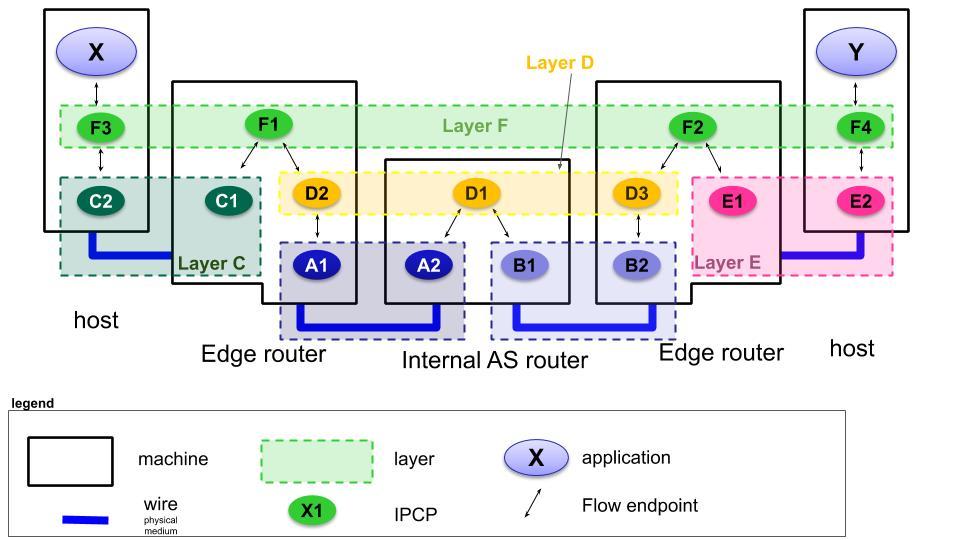 X
Y
Layer D
F3
F1
Layer F
F2
F4
C2
C1
D2
D1
D3
E1
E2
Layer C
A1
A2
B1
B2
Layer E
host
Edge router
Internal AS router
Edge router
host
legend
machine
layer
X
application
wire
physical
medium
X1
IPCP
Flow endpoint